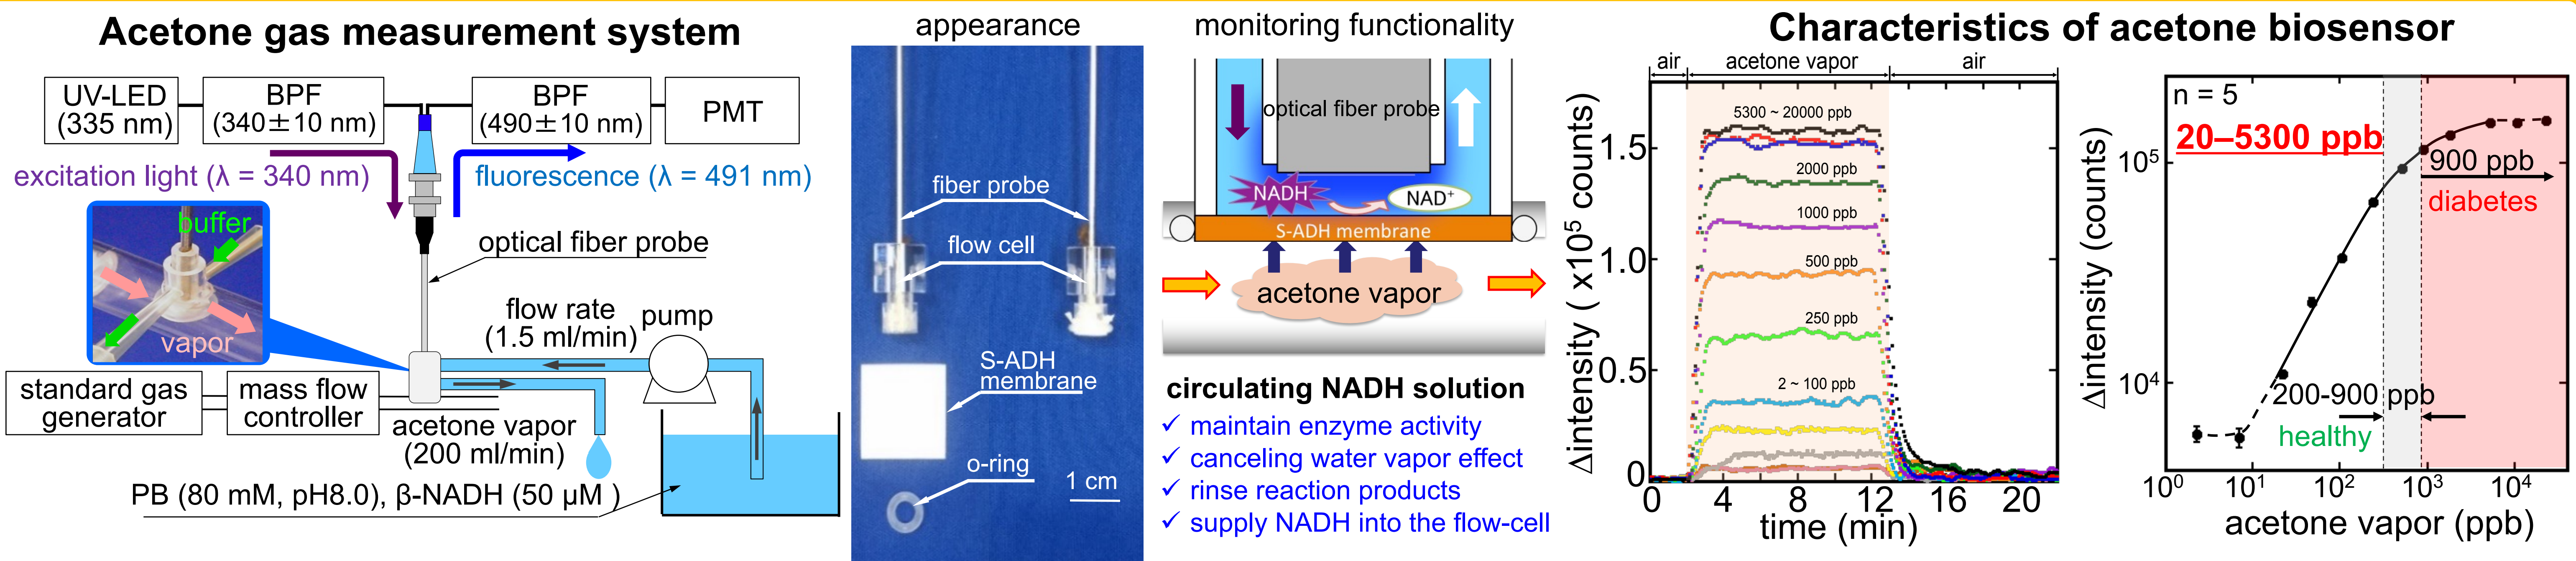 Acetone gas measurement system
UV-LED
(335 nm)
BPF
(340±10 nm)
BPF
(490±10 nm)
PMT
excitation light (λ = 340 nm)
fluorescence (λ = 491 nm)
buffer
vapor
optical fiber probe
flow rate
(1.5 ml/min)
pump
standard gas
generator
mass flow
controller
acetone vapor
(200 ml/min)
PB (80 mM, pH8.0), β-NADH (50 µM )
appearance
fiber probe
flow cell
S-ADH
membrane
o-ring
1 cm
monitoring functionality
optical fiber probe
NADH
NAD⁺
S-ADH membrane
acetone vapor
circulating NADH solution
✓ maintain enzyme activity
✓ canceling water vapor effect
✓ rinse reaction products
✓ supply NADH into the flow-cell
Characteristics of acetone biosensor
air
acetone vapor
air
5300 ~ 20000 ppb
2000 ppb
1000 ppb
500 ppb
250 ppb
2 ~ 100 ppb
Δintensity ( x10⁵ counts)
1.5
1.0
0.5
0
0 4 8 12 16 20
time (min)
n = 5
20–5300 ppb
900 ppb
diabetes
200-900 ppb
healthy
Δintensity (counts)
10⁵
10⁴
10⁰ 10¹ 10² 10³ 10⁴
acetone vapor (ppb)